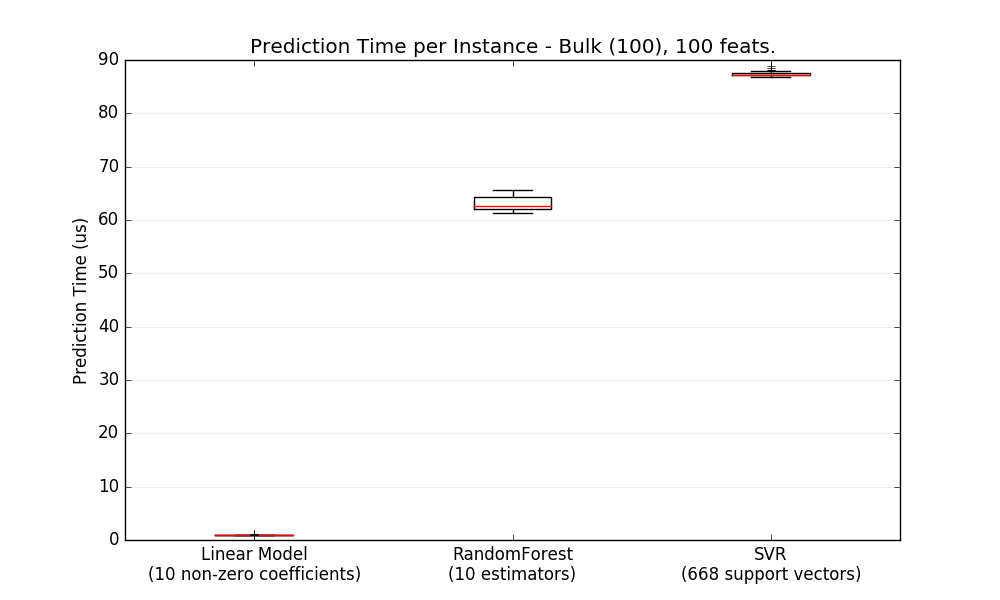 Prediction Time per Instance - Bulk (100), 100 feats.
90
80
70
60
50
40
30
20
10
0
Prediction Time (us)
Linear Model
(10 non-zero coefficients)
RandomForest
(10 estimators)
SVR
(668 support vectors)